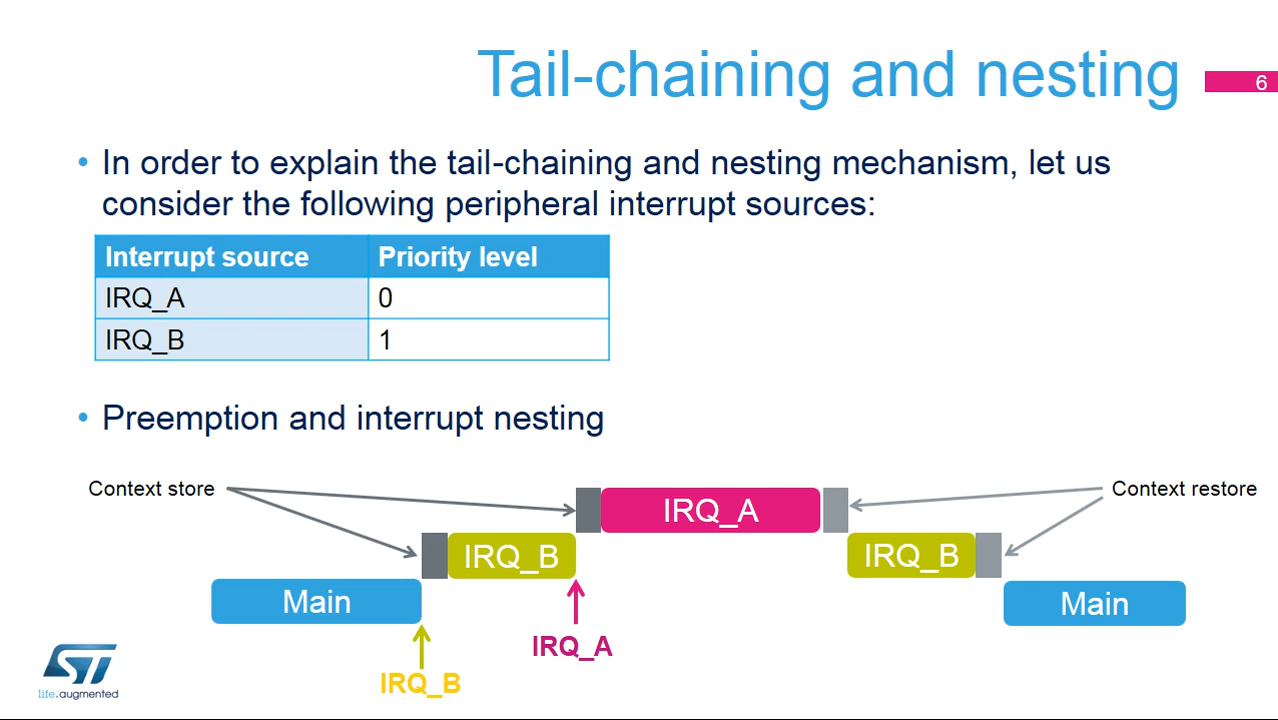 Tail-chaining and nesting
6
• In order to explain the tail-chaining and nesting mechanism, let us
consider the following peripheral interrupt sources:
Interrupt source Priority level
IRQ_A 0
IRQ_B 1
• Preemption and interrupt nesting
Context store
IRQ_A
Context restore
IRQ_B
IRQ_B
Main
Main
IRQ_A
IRQ_B
ST
life.augmented